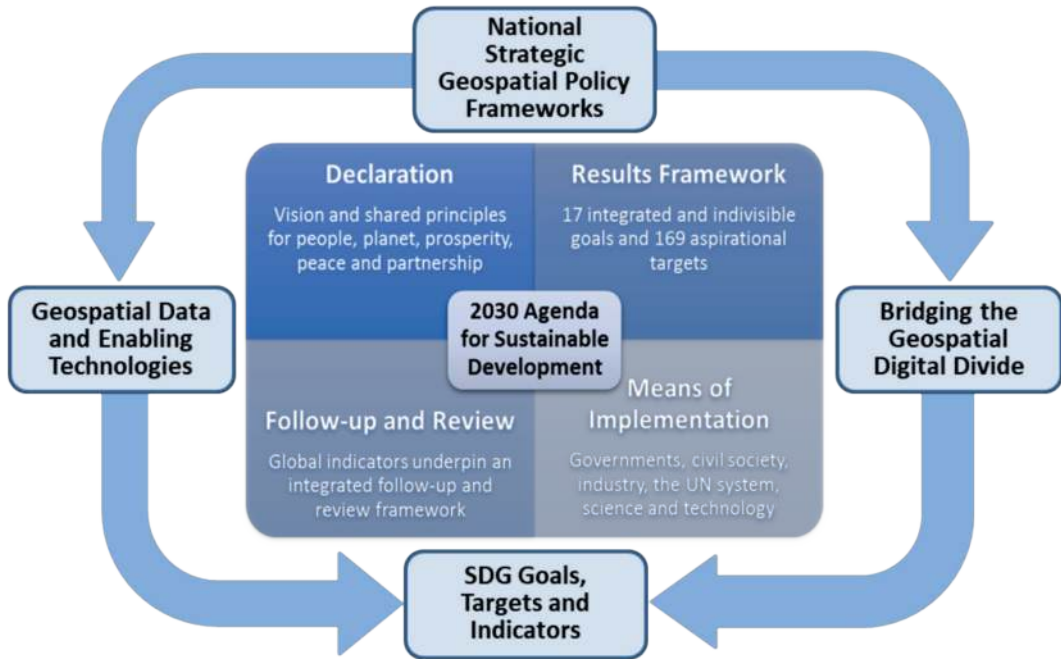 National
Strategic
Geospatial Policy
Frameworks
Declaration
Vision and shared principles
for people, planet, prosperity,
peace and partnership
Results Framework
17 integrated and indivisible
goals and 169 aspirational
targets
Geospatial Data
and Enabling
Technologies
2030 Agenda
for Sustainable
Development
Bridging the
Geospatial
Digital Divide
Follow-up and Review
Global indicators underpin an
integrated follow-up and
review framework
Means of
Implementation
Governments, civil society,
industry, the UN system,
science and technology
SDG Goals,
Targets and
Indicators